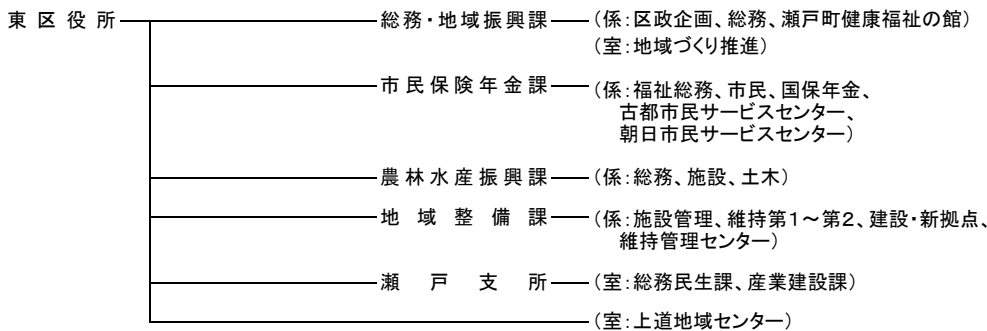 東区役所 総務・地域振興課 (係:区政企画、総務、瀬戸町健康福祉の館)
(室:地域づくり推進)
市民保険年金課 (係:福祉総務、市民、国保年金、
古都市民サービスセンター、
朝日市民サービスセンター)
農林水産振興課 (係:総務、施設、土木)
地域整備課 (係:施設管理、維持第1~第2、建設・新拠点、
維持管理センター)
瀬戸支所 (室:総務民生課、産業建設課)
(室:上道地域センター)